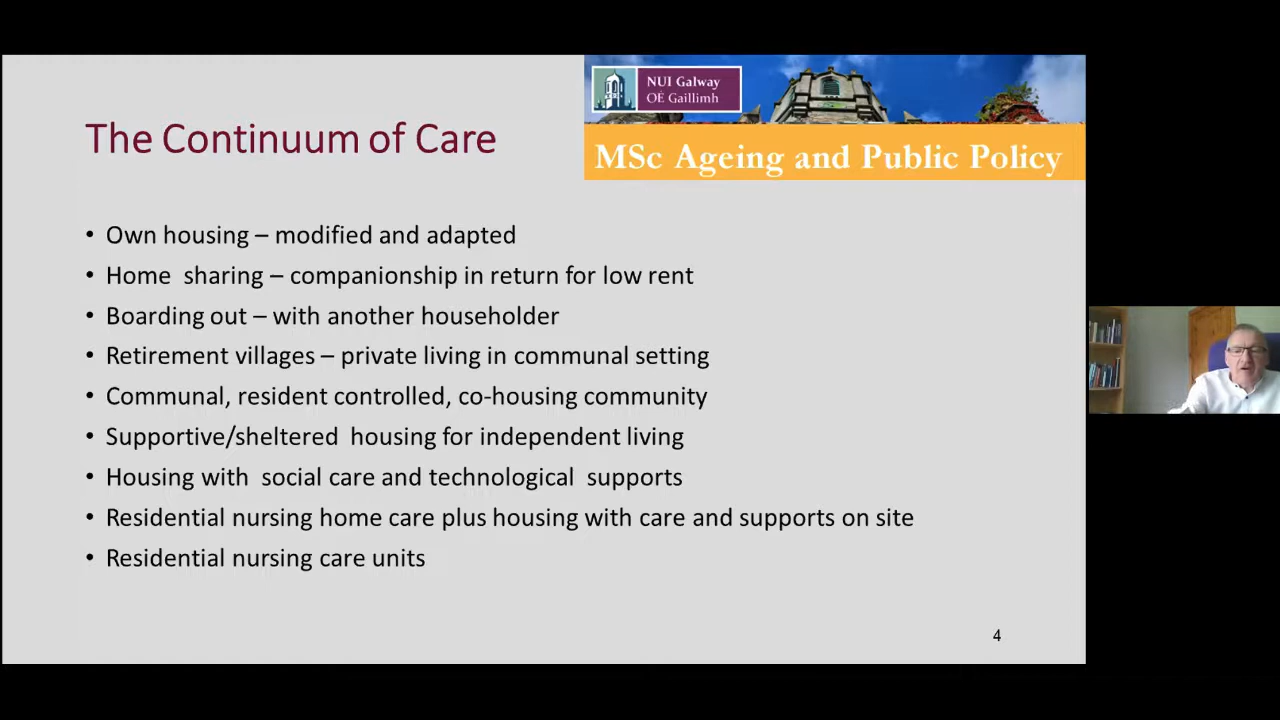 NUI Galway
OÉ Gaillimh
MSc Ageing and Public Policy
The Continuum of Care
• Own housing – modified and adapted
• Home sharing – companionship in return for low rent
• Boarding out – with another householder
• Retirement villages – private living in communal setting
• Communal, resident controlled, co-housing community
• Supportive/sheltered housing for independent living
• Housing with social care and technological supports
• Residential nursing home care plus housing with care and supports on site
• Residential nursing care units
4